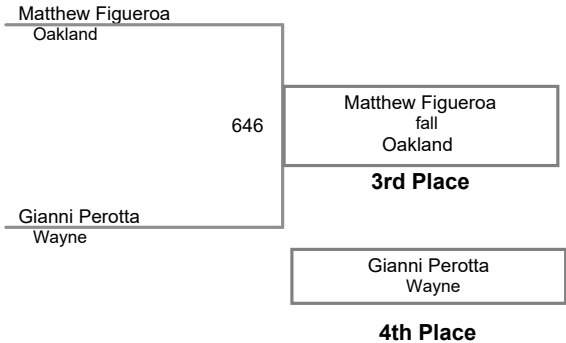 Matthew Figueroa
Oakland
646
Matthew Figueroa
fall
Oakland
3rd Place
Gianni Perotta
Wayne
Gianni Perotta
Wayne
4th Place